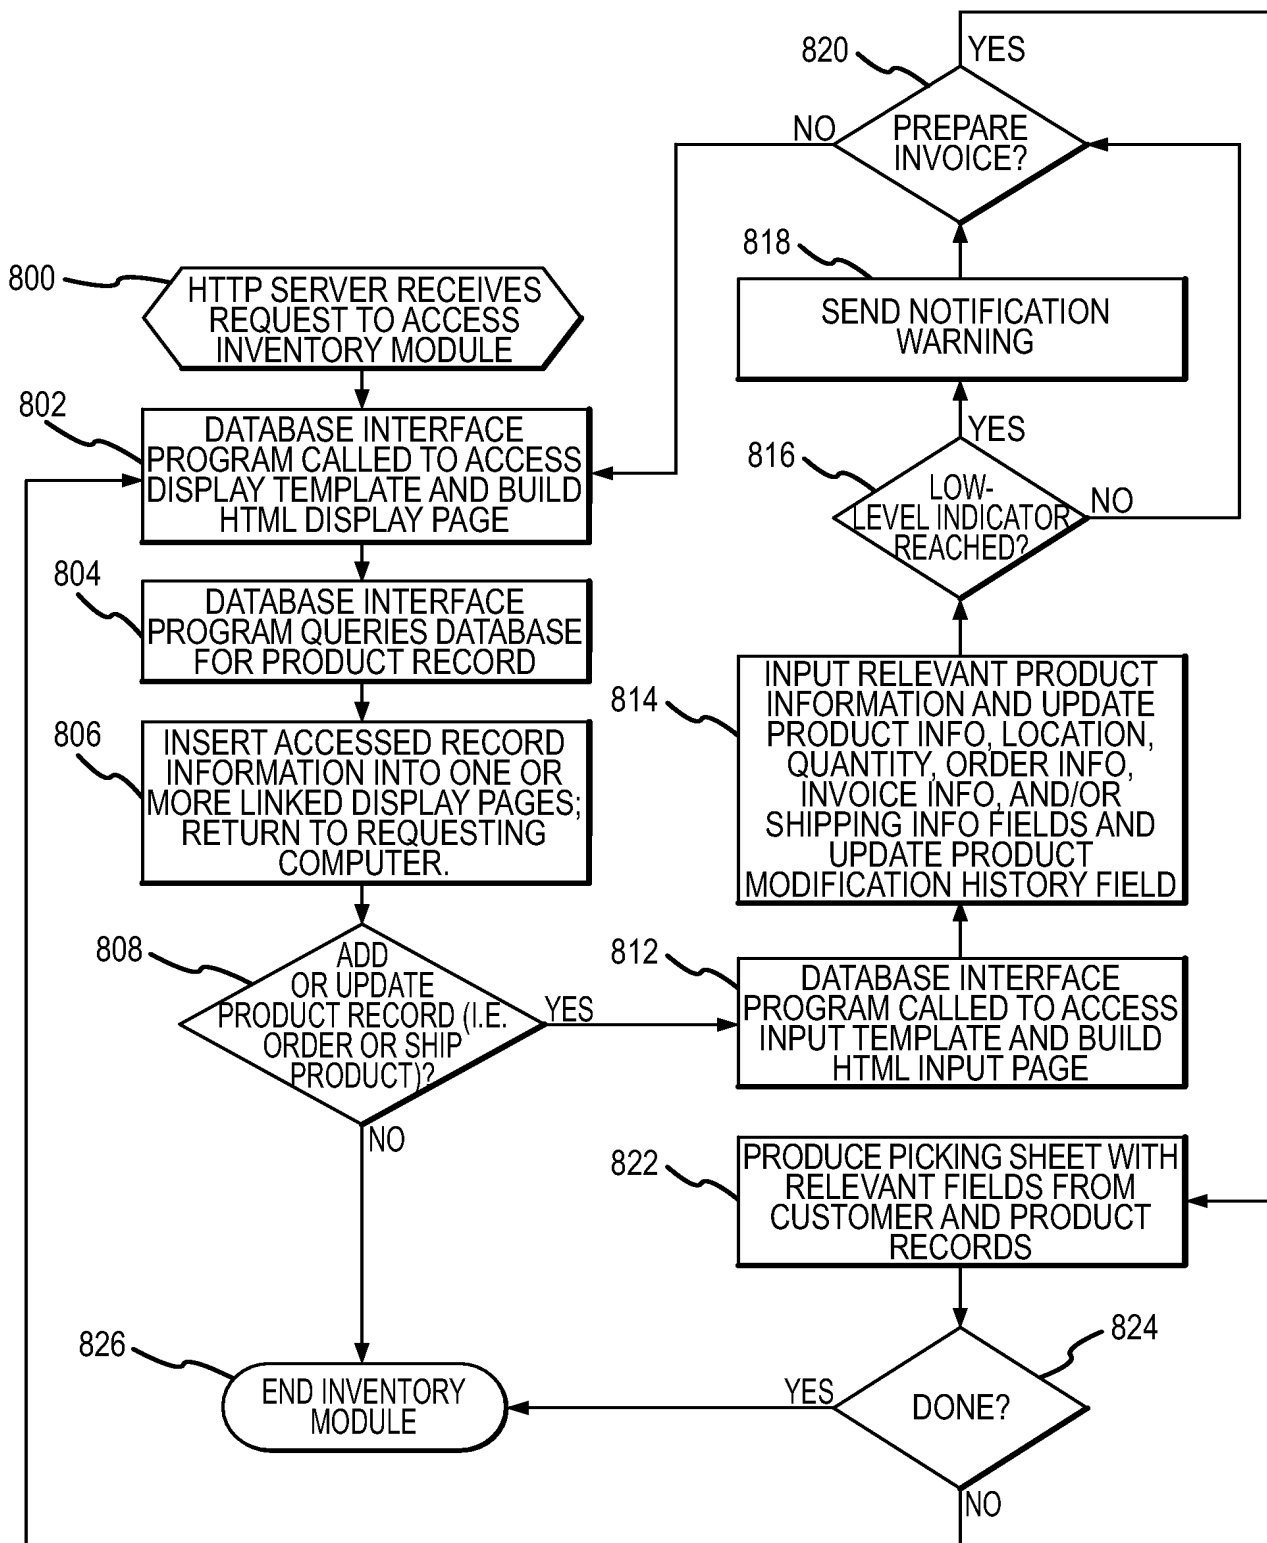 800
HTTP SERVER RECEIVES
REQUEST TO ACCESS
INVENTORY MODULE
802
DATABASE INTERFACE
PROGRAM CALLED TO ACCESS
DISPLAY TEMPLATE AND BUILD
HTML DISPLAY PAGE
804
DATABASE INTERFACE
PROGRAM QUERIES DATABASE
FOR PRODUCT RECORD
806
INSERT ACCESSED RECORD
INFORMATION INTO ONE OR
MORE LINKED DISPLAY PAGES;
RETURN TO REQUESTING
COMPUTER.
808
ADD
OR UPDATE
PRODUCT RECORD (I.E.
ORDER OR SHIP
PRODUCT)?
YES
NO
812
DATABASE INTERFACE
PROGRAM CALLED TO ACCESS
INPUT TEMPLATE AND BUILD
HTML INPUT PAGE
814
INPUT RELEVANT PRODUCT
INFORMATION AND UPDATE
PRODUCT INFO, LOCATION,
QUANTITY, ORDER INFO,
INVOICE INFO, AND/OR
SHIPPING INFO FIELDS AND
UPDATE PRODUCT
MODIFICATION HISTORY FIELD
816
LOW-
LEVEL INDICATOR
REACHED?
YES
NO
818
SEND NOTIFICATION
WARNING
820
PREPARE
INVOICE?
YES
NO
822
PRODUCE PICKING SHEET WITH
RELEVANT FIELDS FROM
CUSTOMER AND PRODUCT
RECORDS
824
DONE?
YES
NO
826
END INVENTORY
MODULE